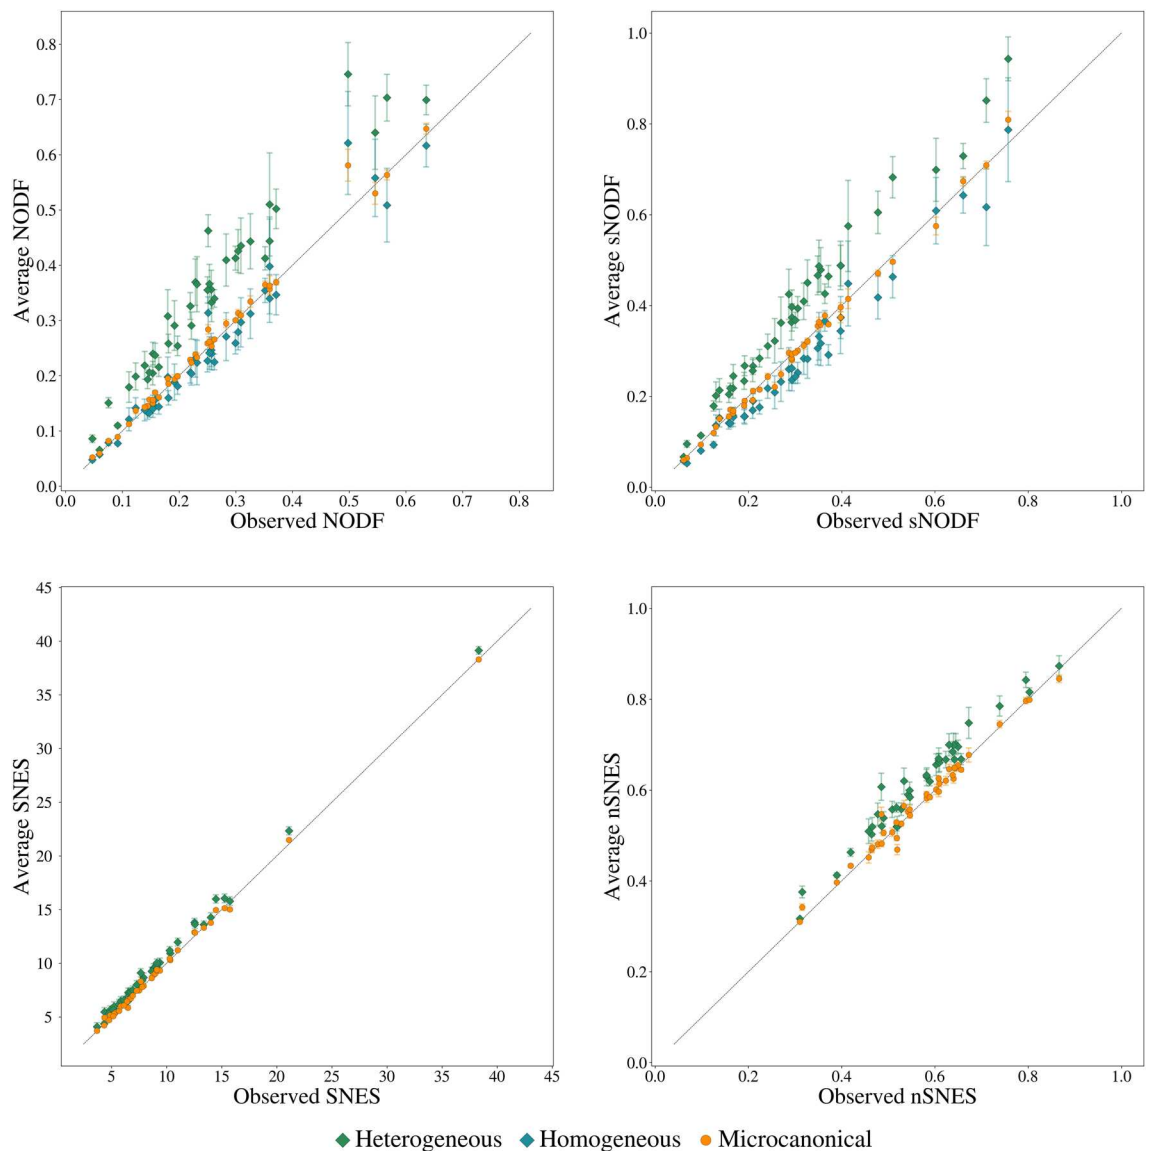 0.8
0.7
0.6
0.5
0.4
0.3
0.2
0.1
0.0
Average NODF
0.0 0.1 0.2 0.3 0.4 0.5 0.6 0.7 0.8
Observed NODF
1.0
0.8
0.6
0.4
0.2
0.0
Average sNODF
0.0 0.2 0.4 0.6 0.8 1.0
Observed sNODF
45
40
35
30
25
20
15
10
5
Average SNES
5 10 15 20 25 30 35 40 45
Observed SNES
1.0
0.8
0.6
0.4
0.2
0.0
Average nSNES
0.0 0.2 0.4 0.6 0.8 1.0
Observed nSNES
Heterogeneous Homogeneous Microcanonical